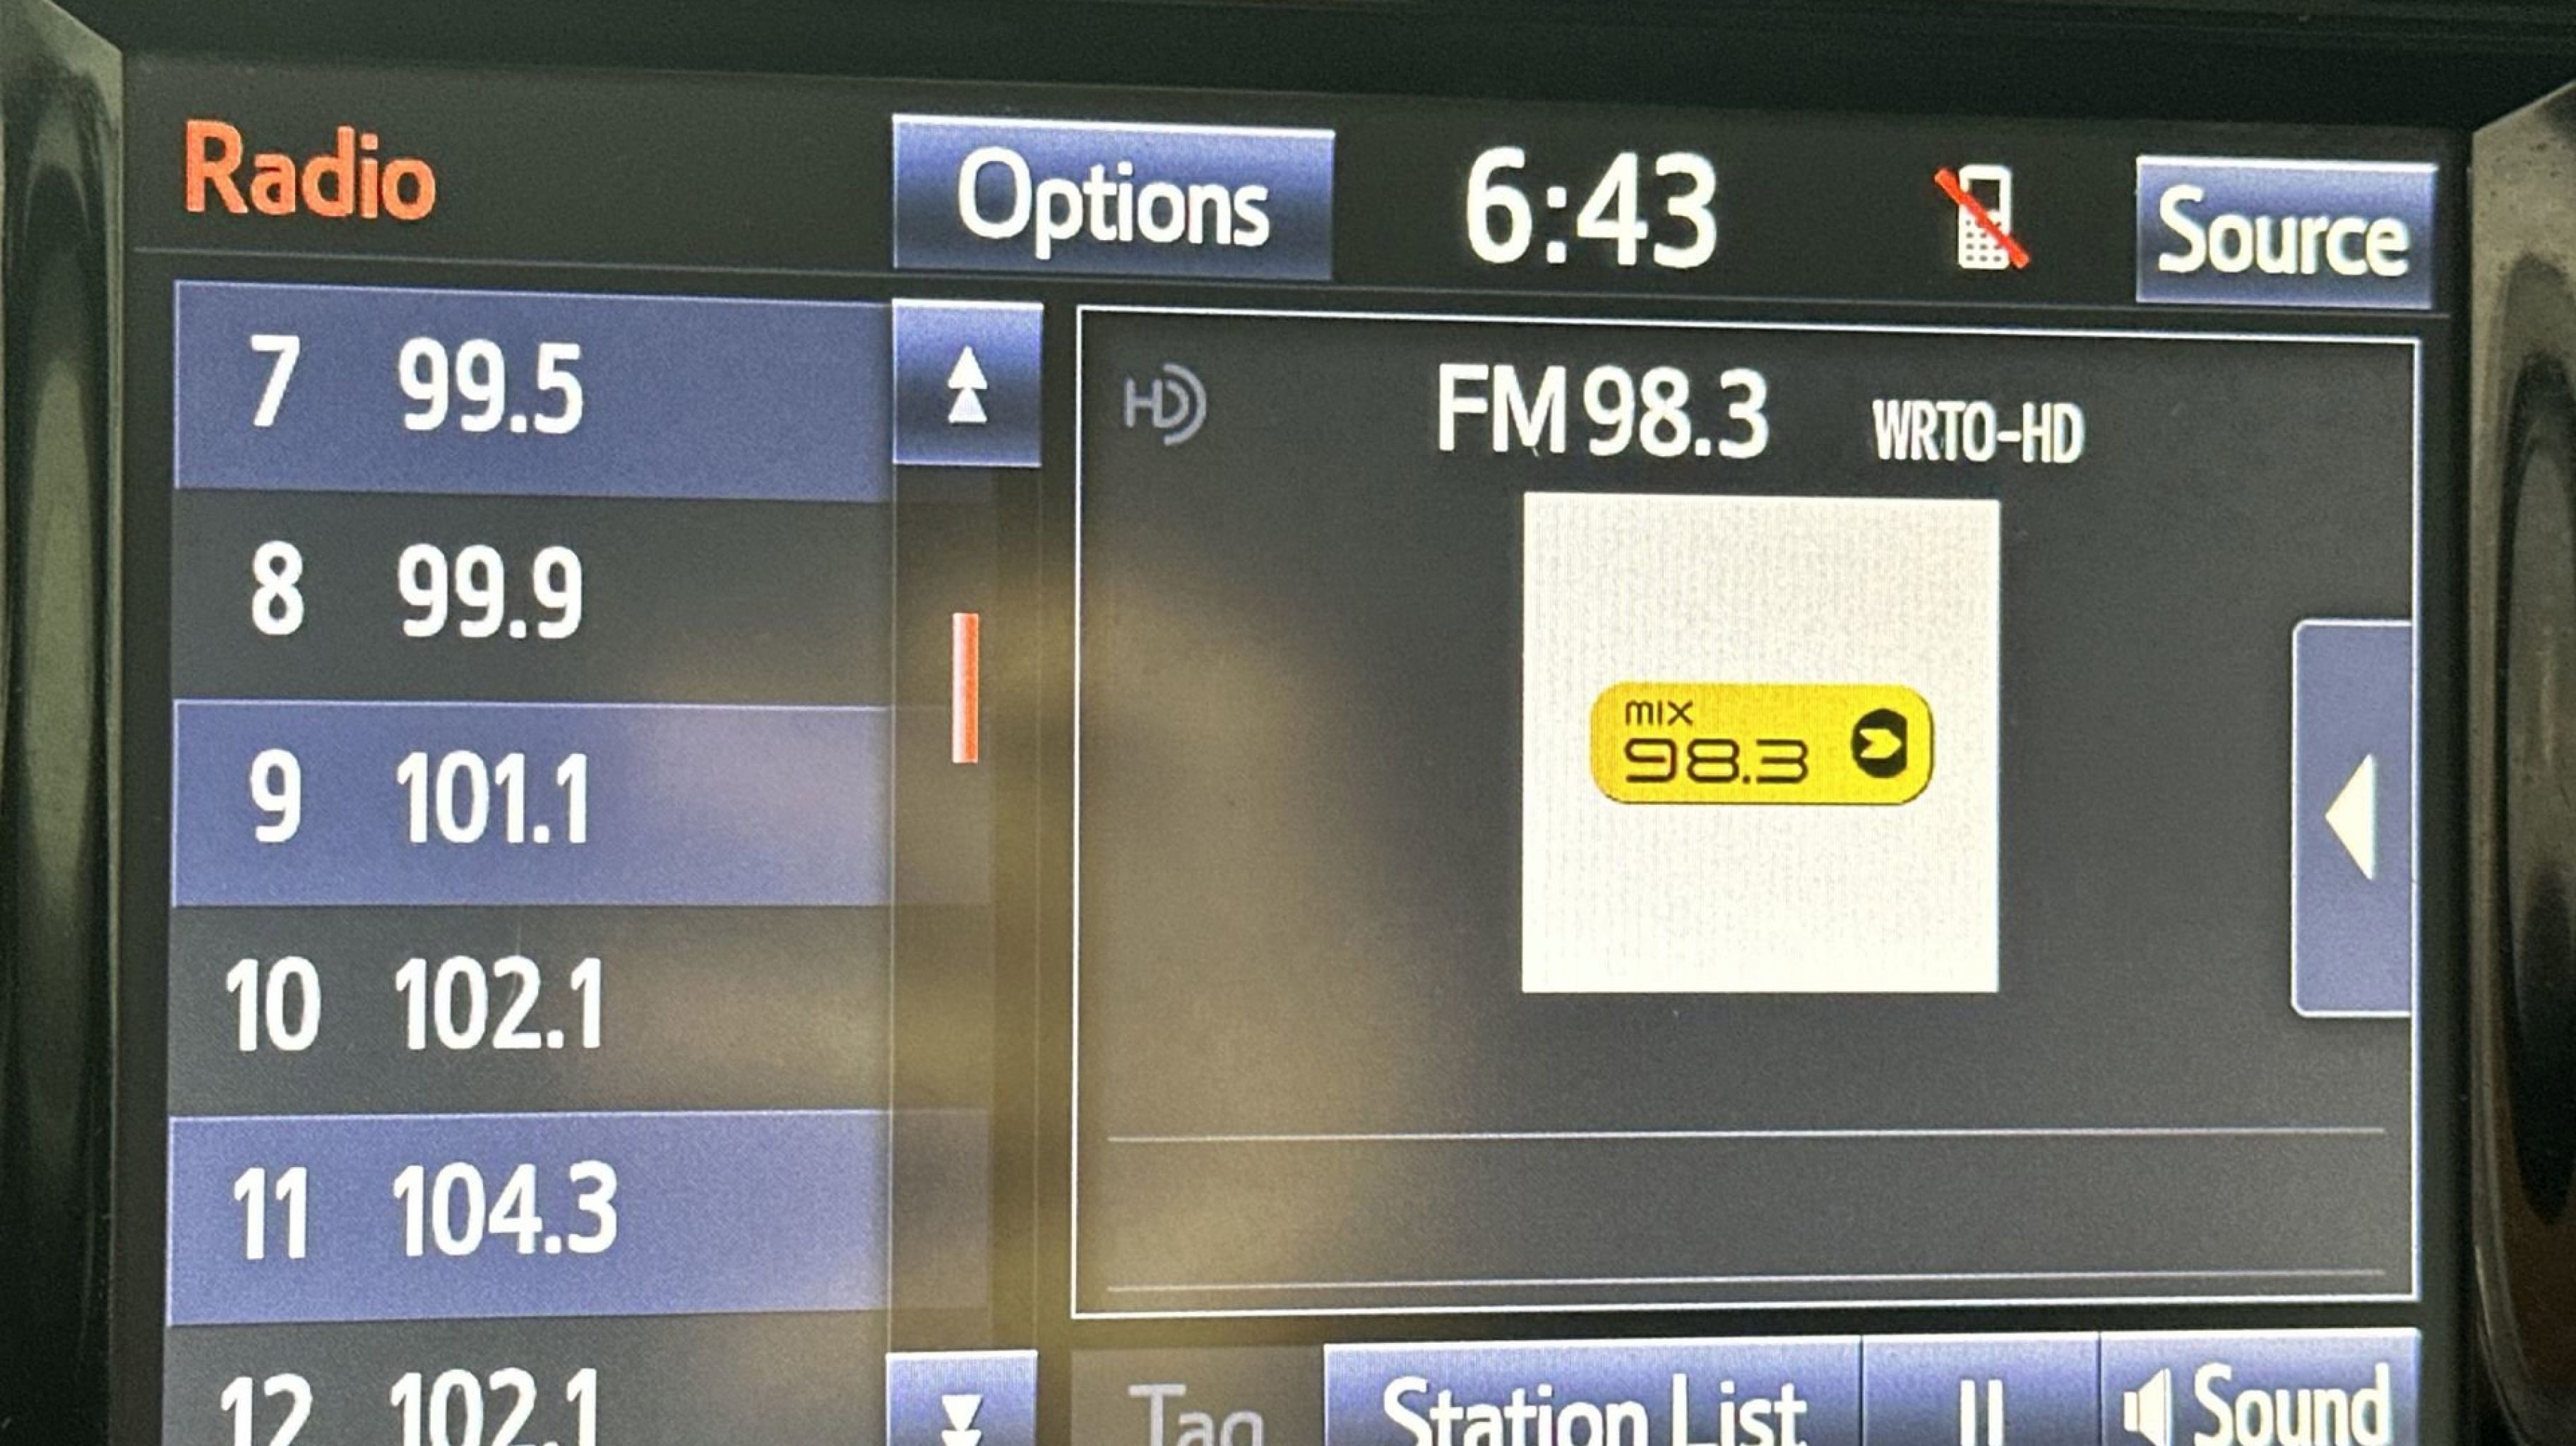 Radio
Options
6:43
Source
7 99.5
8 99.9
9 101.1
10 102.1
11 104.3
12 102.1
HD
FM 98.3 WRTO-HD
mix
98.3
Tag
Station List
Sound